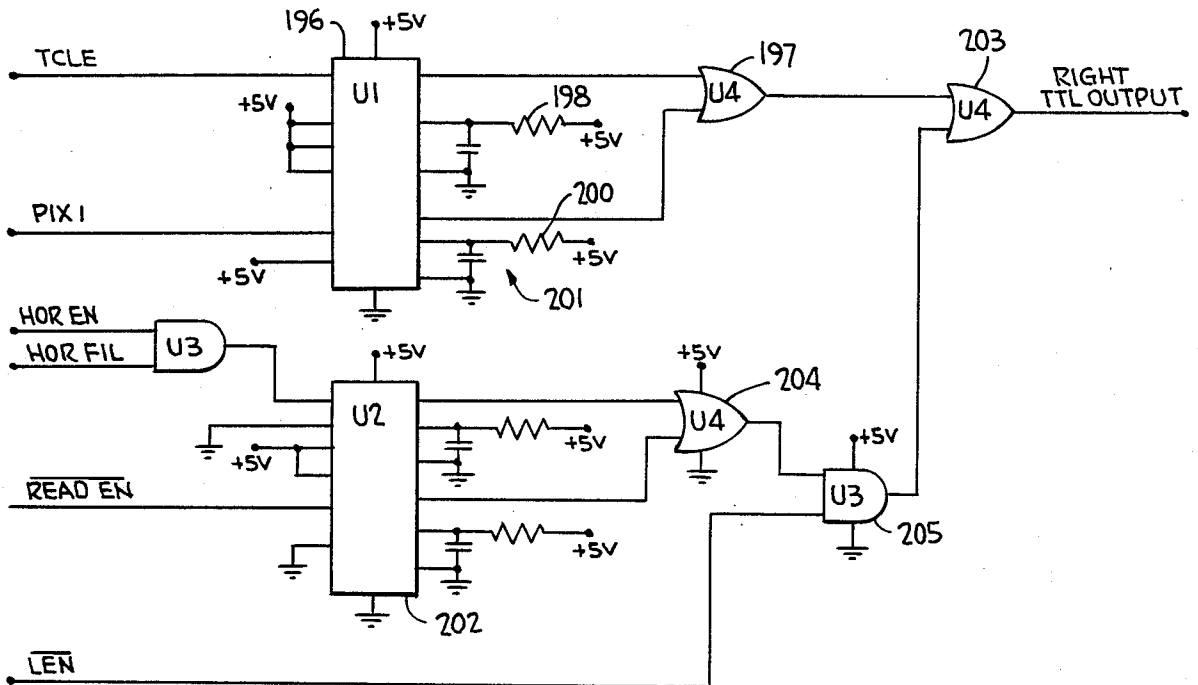 196
+5V
197
203
TCLE
U1
U4
U4
RIGHT
TTL OUTPUT
+5V
198
+5V
200
PIX 1
+5V
+5V
201
HOR EN
HOR FIL
U3
+5V
+5V
204
U2
U4
+5V
+5V
+5V
READ EN
U3
+5V
205
202
LEN